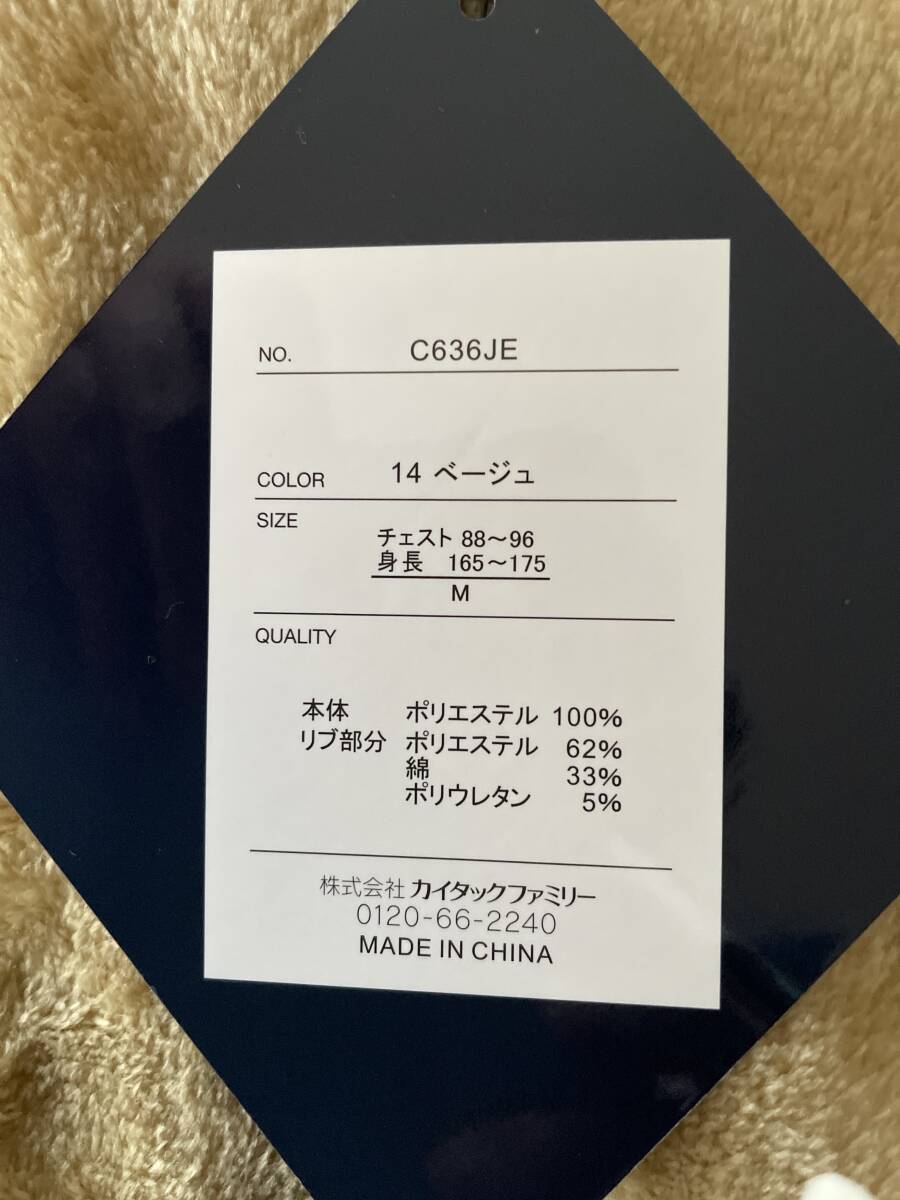 NO. C636JE
COLOR 14 ベージュ
SIZE
チェスト 88～96
身長 165～175
M
QUALITY
本体 ポリエステル 100%
リブ部分 ポリエステル 62%
綿 33%
ポリウレタン 5%
株式会社 カイタックファミリー
0120-66-2240
MADE IN CHINA